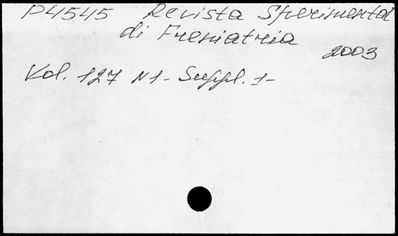 P4545 Revista Sperimental
di Freniatria
2003
Vol. 127 N1- Suppl. 1-